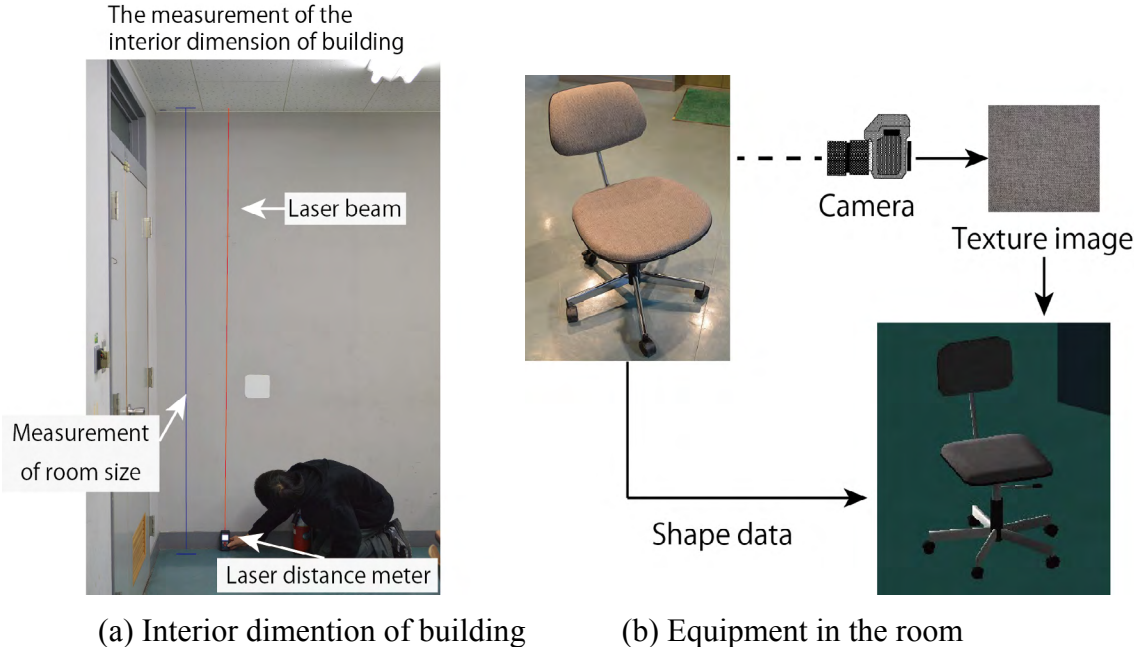 The measurement of the
interior dimension of building
Laser beam
Measurement
of room size
Laser distance meter
Camera
Texture image
Shape data
(a) Interior dimention of building
(b) Equipment in the room